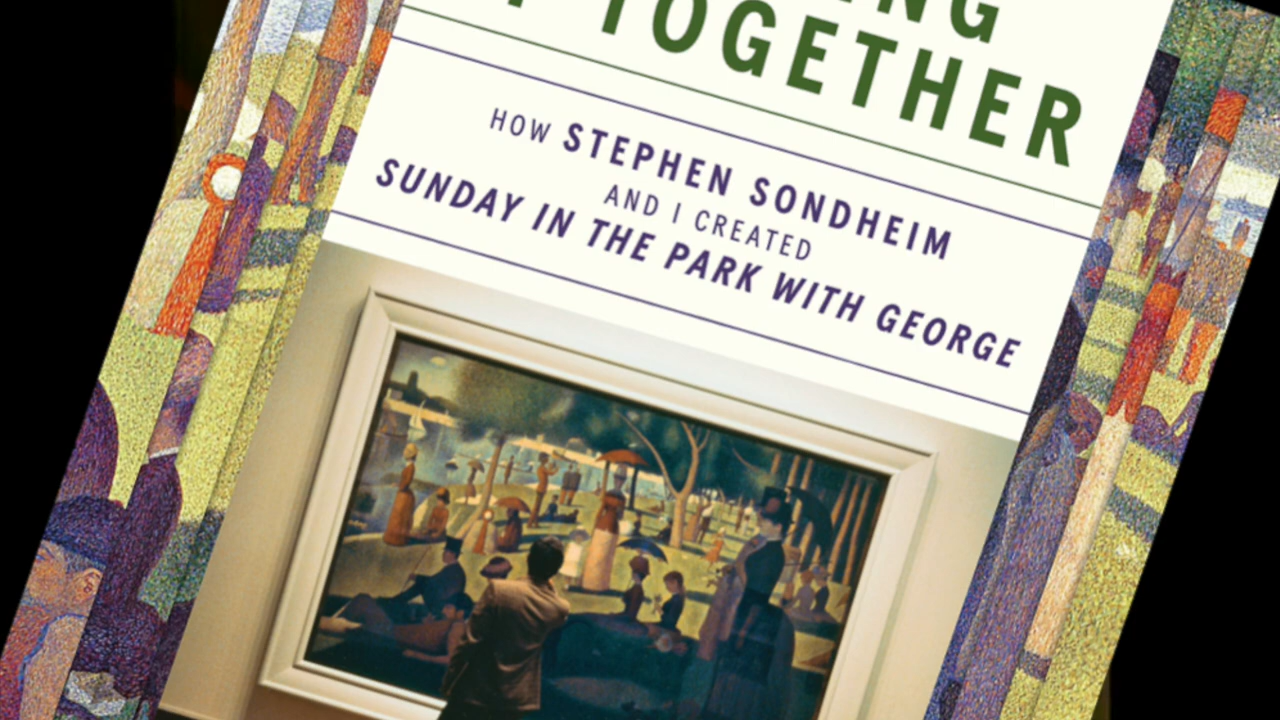 TOGETHER
HOW STEPHEN SONDHEIM
AND I CREATED
SUNDAY IN THE PARK WITH GEORGE